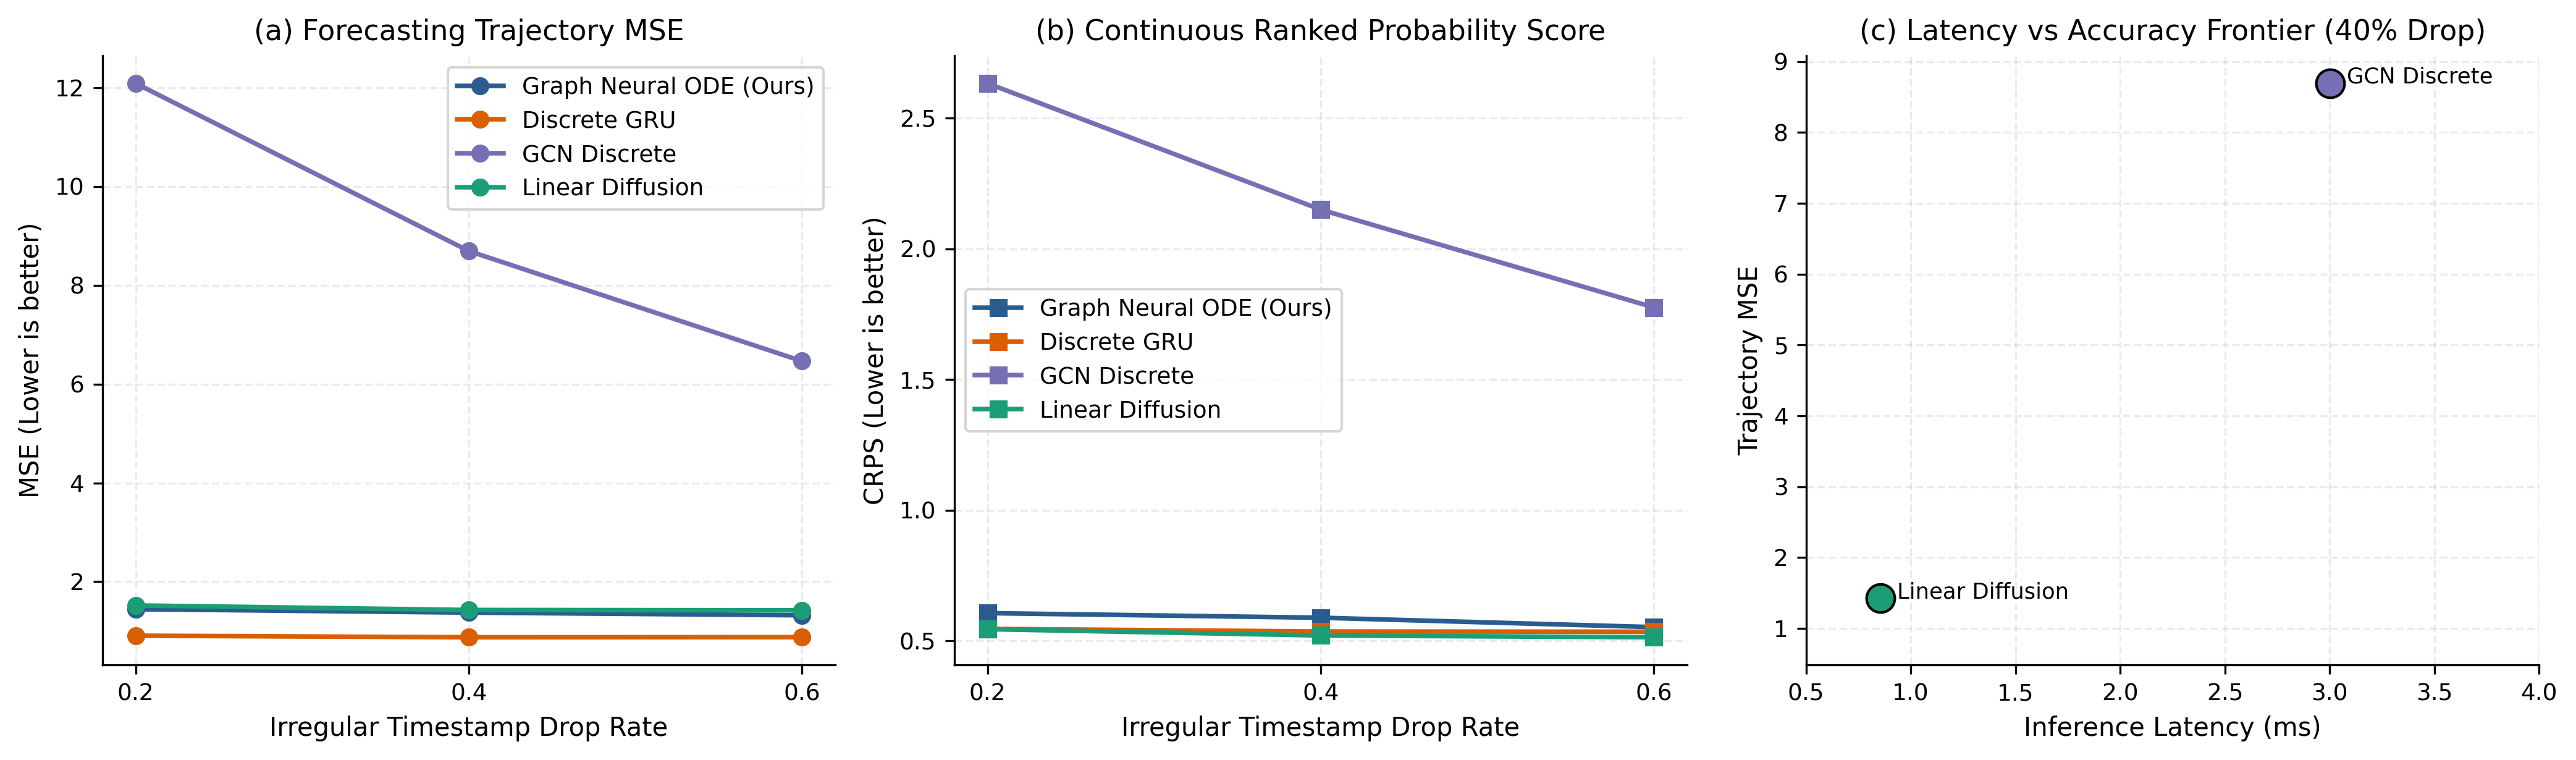 (a) Forecasting Trajectory MSE
MSE (Lower is better)
12
10
8
6
4
2
0.2
0.4
0.6
Irregular Timestamp Drop Rate
Graph Neural ODE (Ours)
Discrete GRU
GCN Discrete
Linear Diffusion
(b) Continuous Ranked Probability Score
CRPS (Lower is better)
2.5
2.0
1.5
1.0
0.5
0.2
0.4
0.6
Irregular Timestamp Drop Rate
Graph Neural ODE (Ours)
Discrete GRU
GCN Discrete
Linear Diffusion
(c) Latency vs Accuracy Frontier (40% Drop)
Trajectory MSE
9
8
7
6
5
4
3
2
1
0.5
1.0
1.5
2.0
2.5
3.0
3.5
4.0
Inference Latency (ms)
GCN Discrete
Linear Diffusion